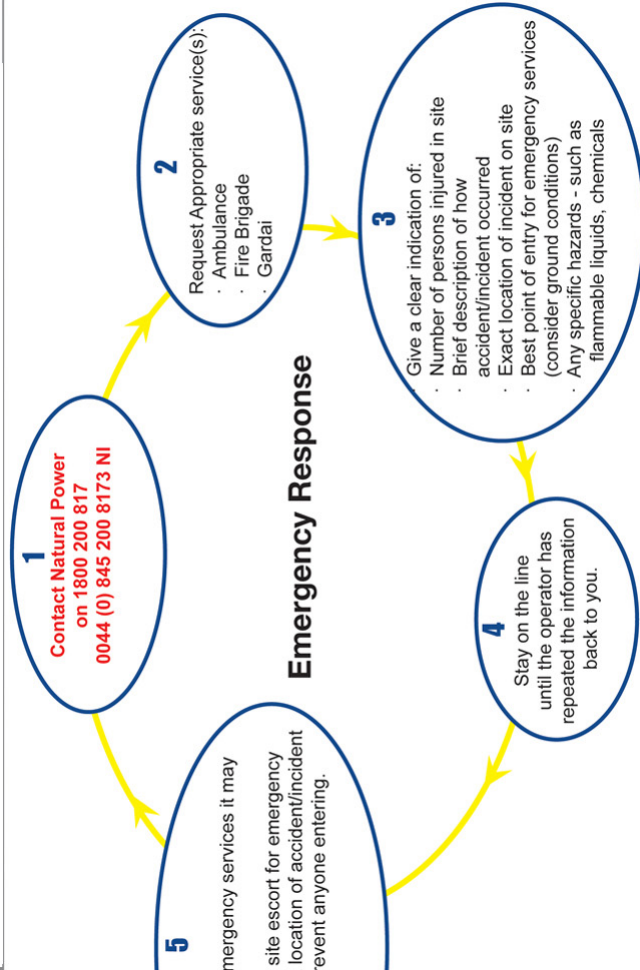 1
Contact Natural Power
on 1800 200 817
0044 (0) 845 200 8173 NI
2
Request Appropriate service(s):
· Ambulance
· Fire Brigade
· Gardai
3
Give a clear indication of:
· Number of persons injured in site
· Brief description of how
accident/incident occurred
· Exact location of incident on site
· Best point of entry for emergency services
(consider ground conditions)
· Any specific hazards - such as
flammable liquids, chemicals
Emergency Response
4
Stay on the line
until the operator has
repeated the information
back to you.
5
services it may
site escort for emergency
location of accident/incident
anyone entering.